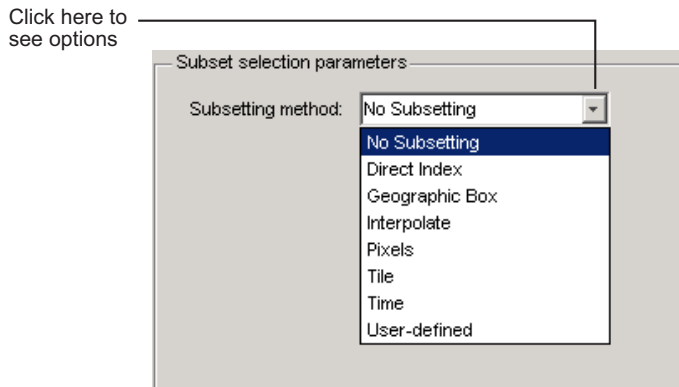 Click here to
see options
Subset selection parameters
Subsetting method: No Subsetting
No Subsetting
Direct Index
Geographic Box
Interpolate
Pixels
Tile
Time
User-defined